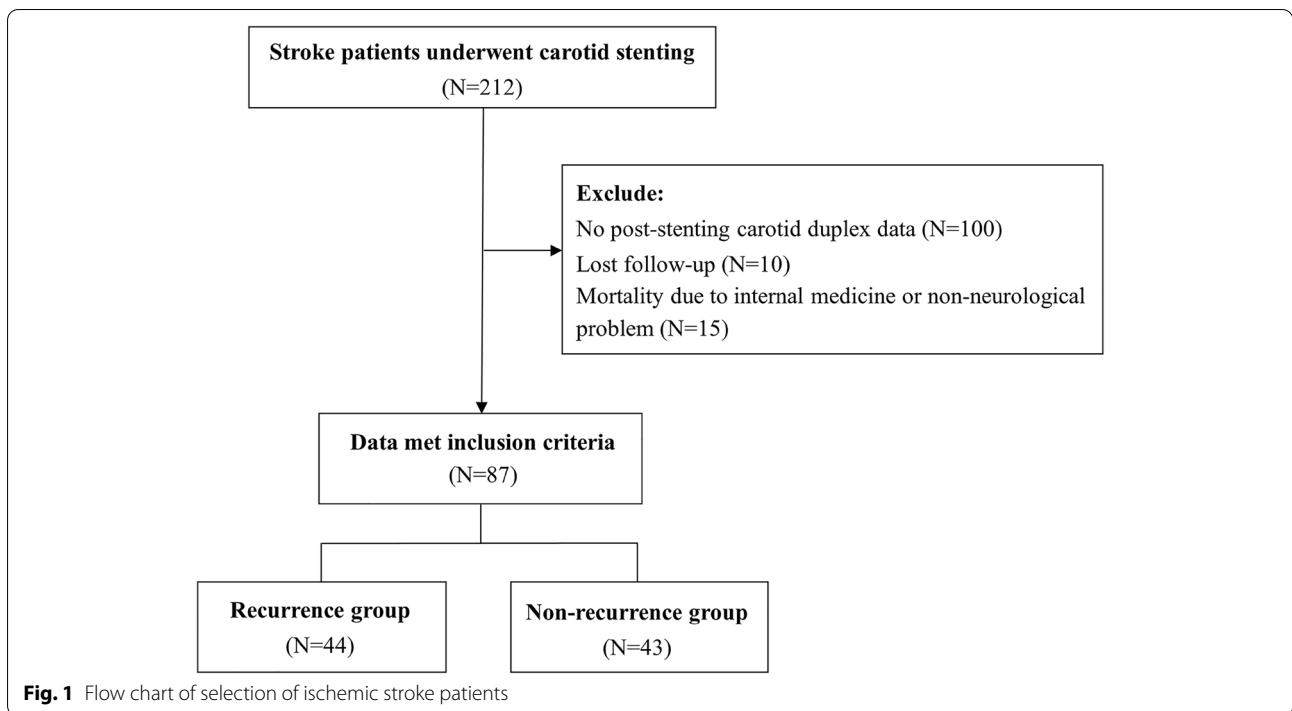 Stroke patients underwent carotid stenting
(N=212)
Exclude:
No post-stenting carotid duplex data (N=100)
Lost follow-up (N=10)
Mortality due to internal medicine or non-neurological
problem (N=15)
Data met inclusion criteria
(N=87)
Recurrence group
(N=44)
Non-recurrence group
(N=43)
Fig. 1 Flow chart of selection of ischemic stroke patients